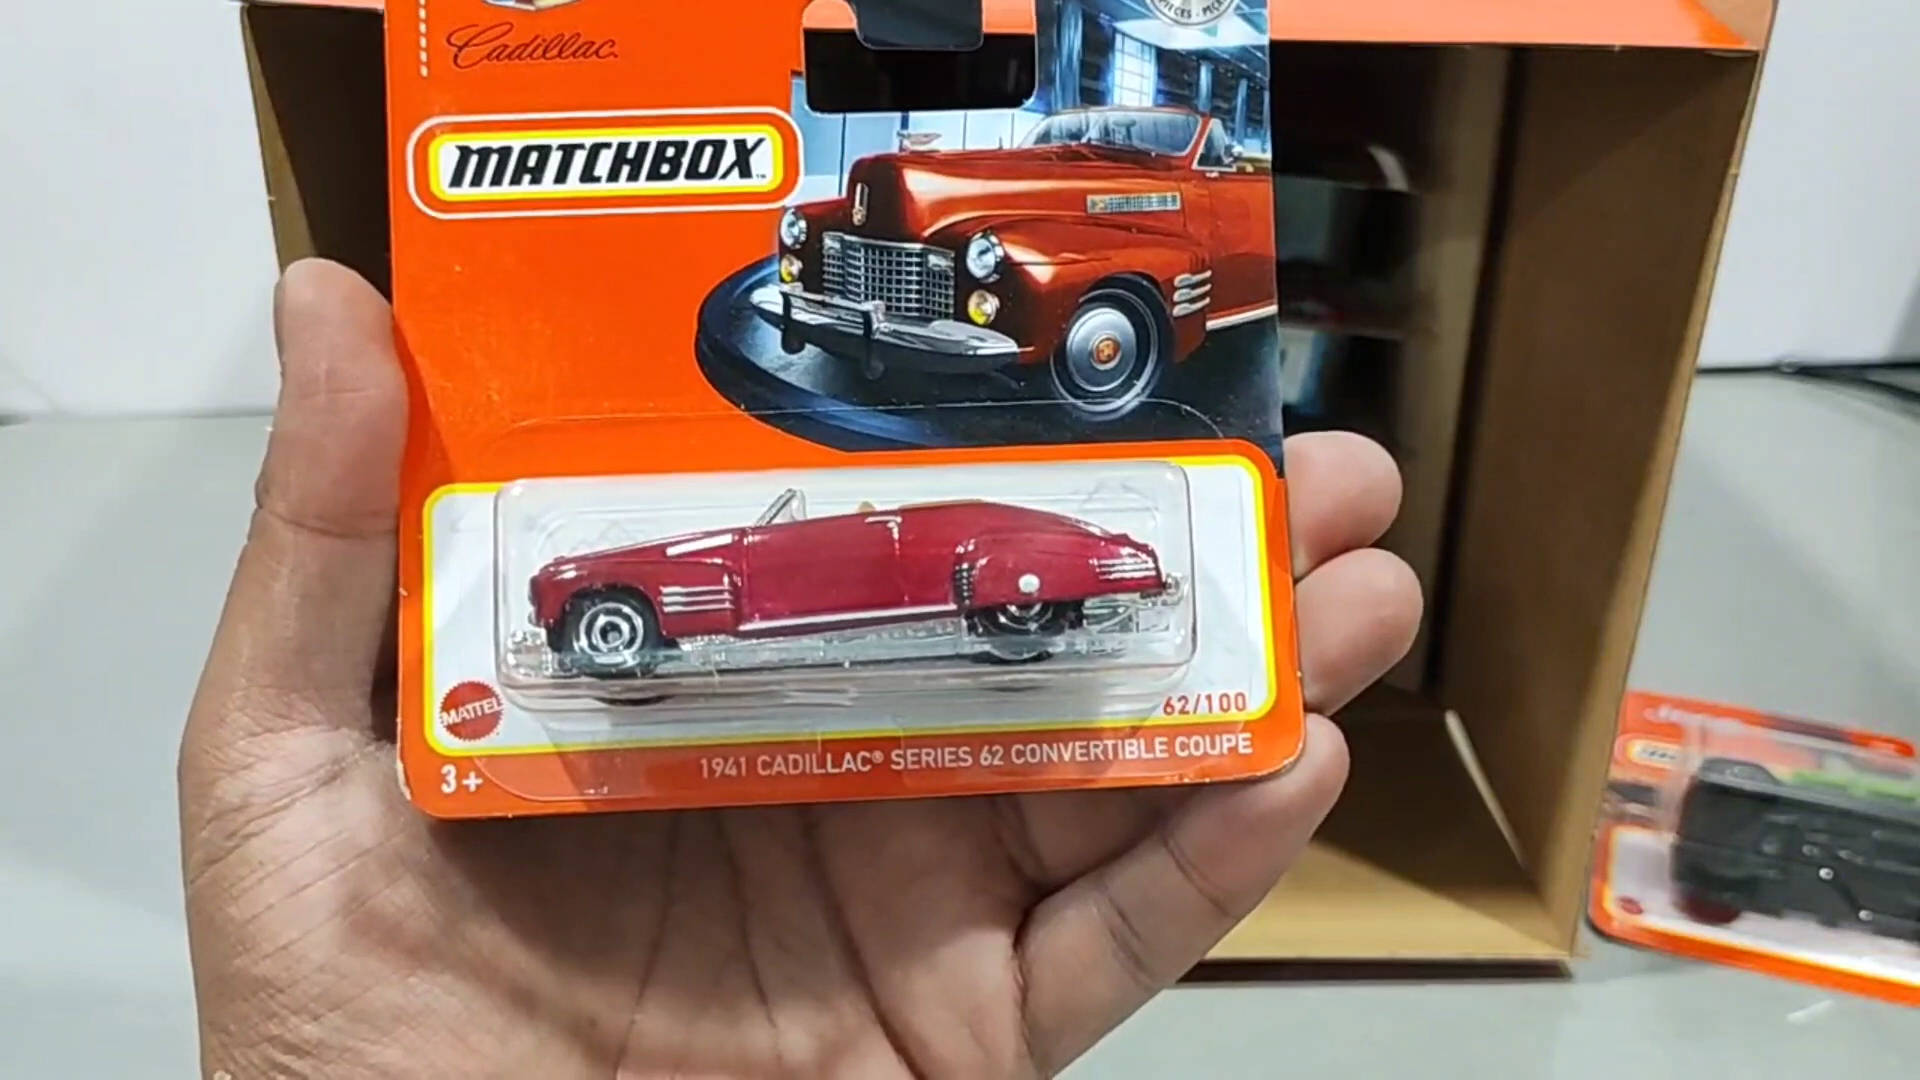 Cadillac
MATCHBOX
MATTEL
62/100
1941 CADILLAC® SERIES 62 CONVERTIBLE COUPE
3+